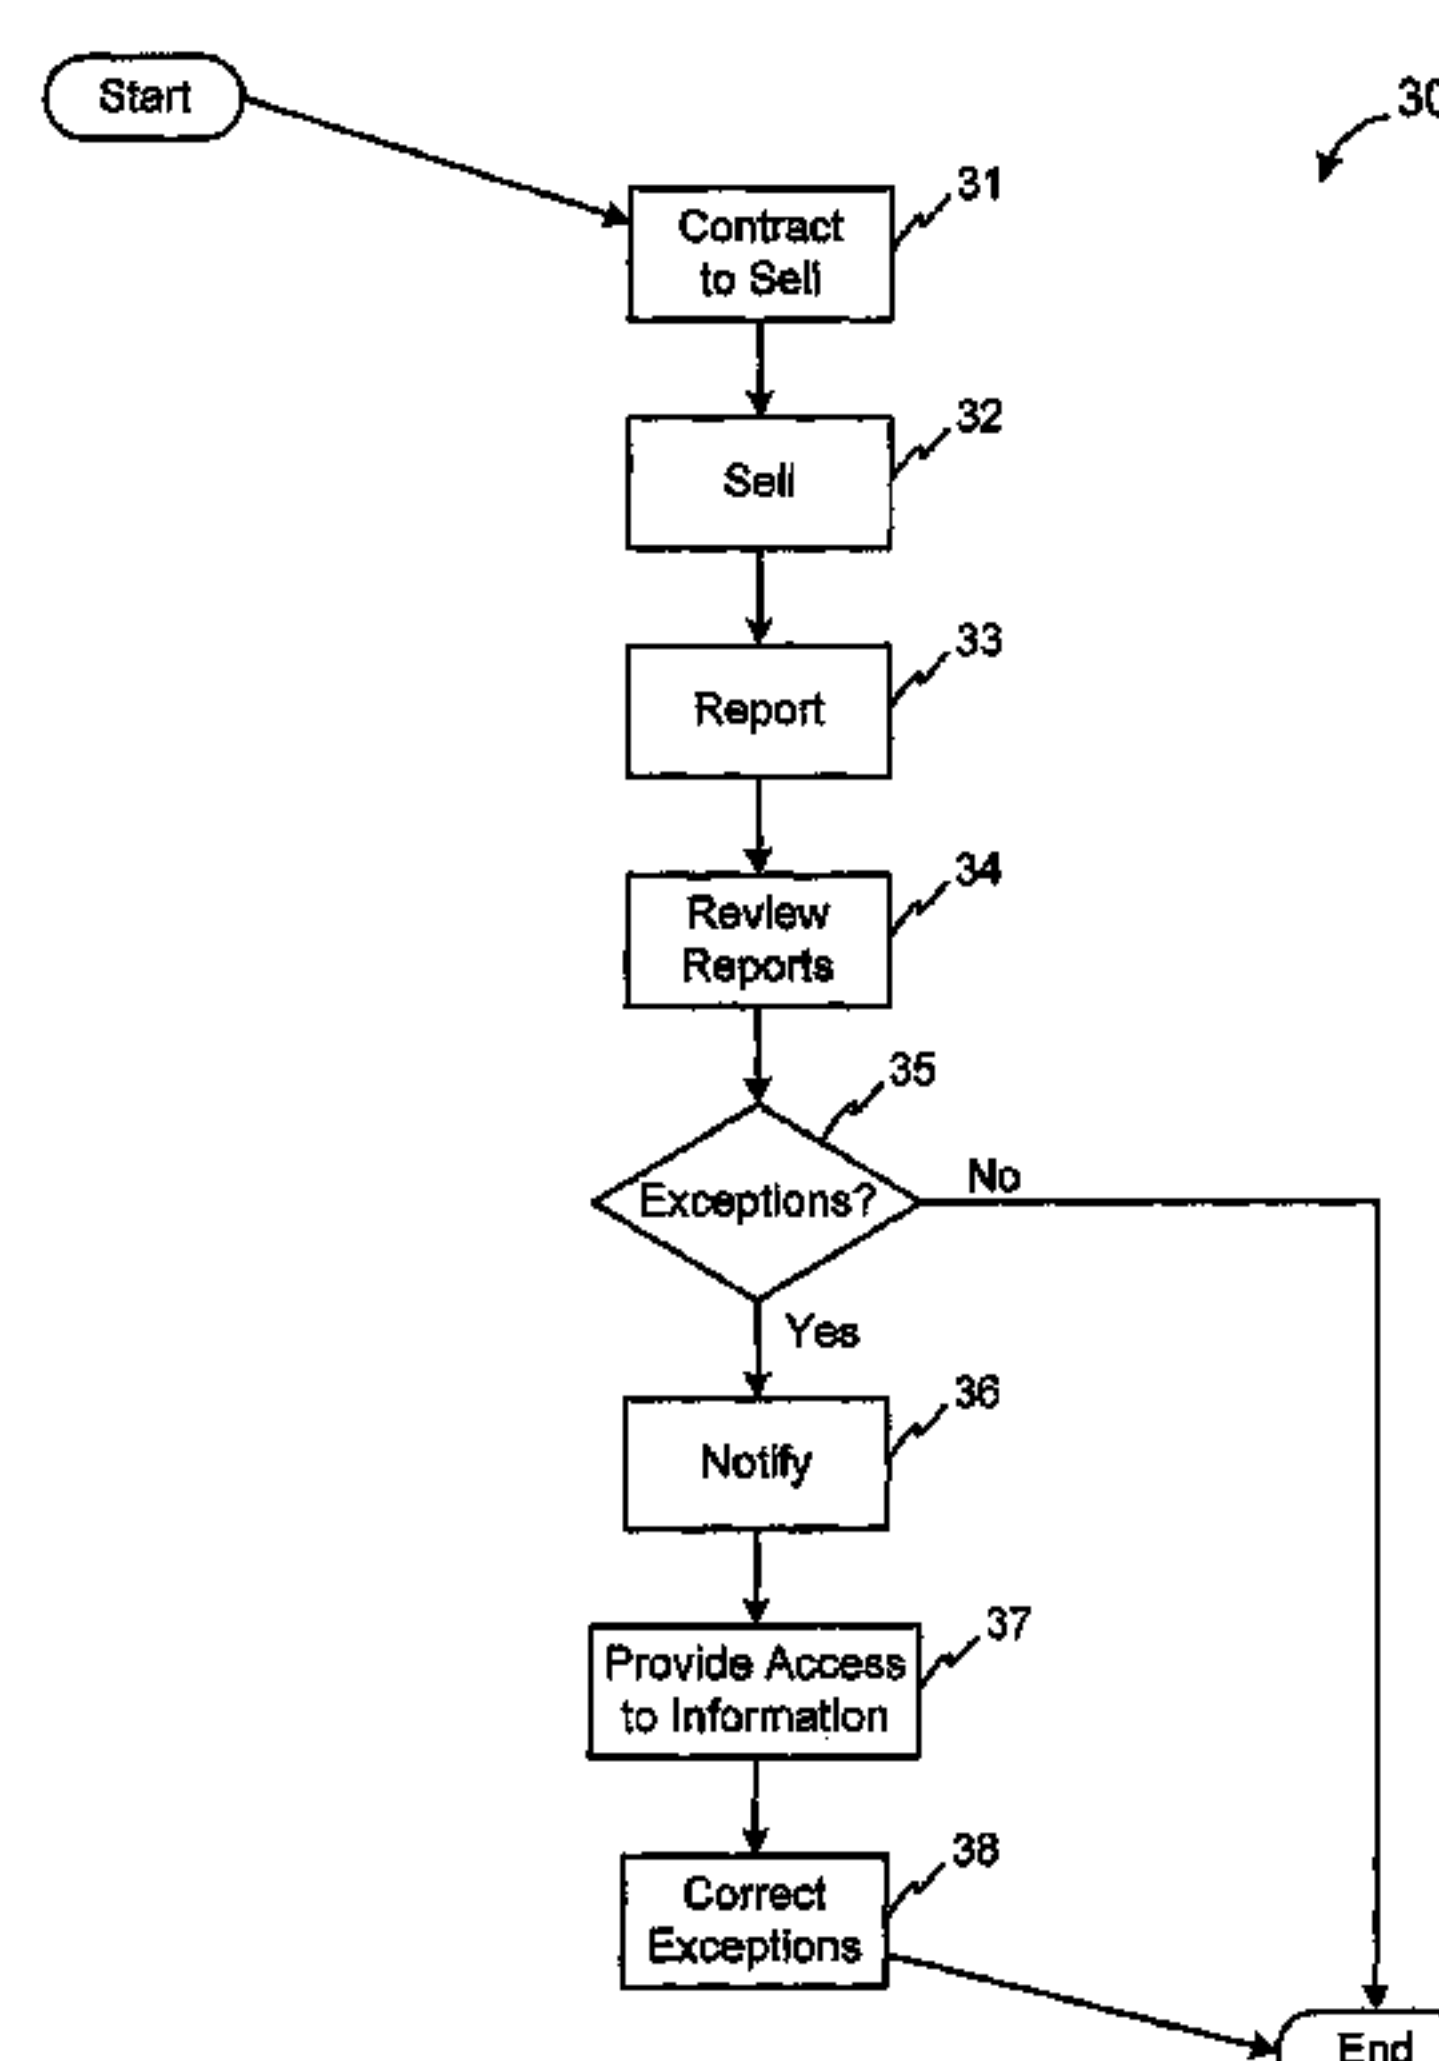 Start
30
31
Contract
to Sell
32
Sell
33
Report
34
Review
Reports
35
Exceptions?
No
Yes
36
Notify
37
Provide Access
to Information
38
Correct
Exceptions
End